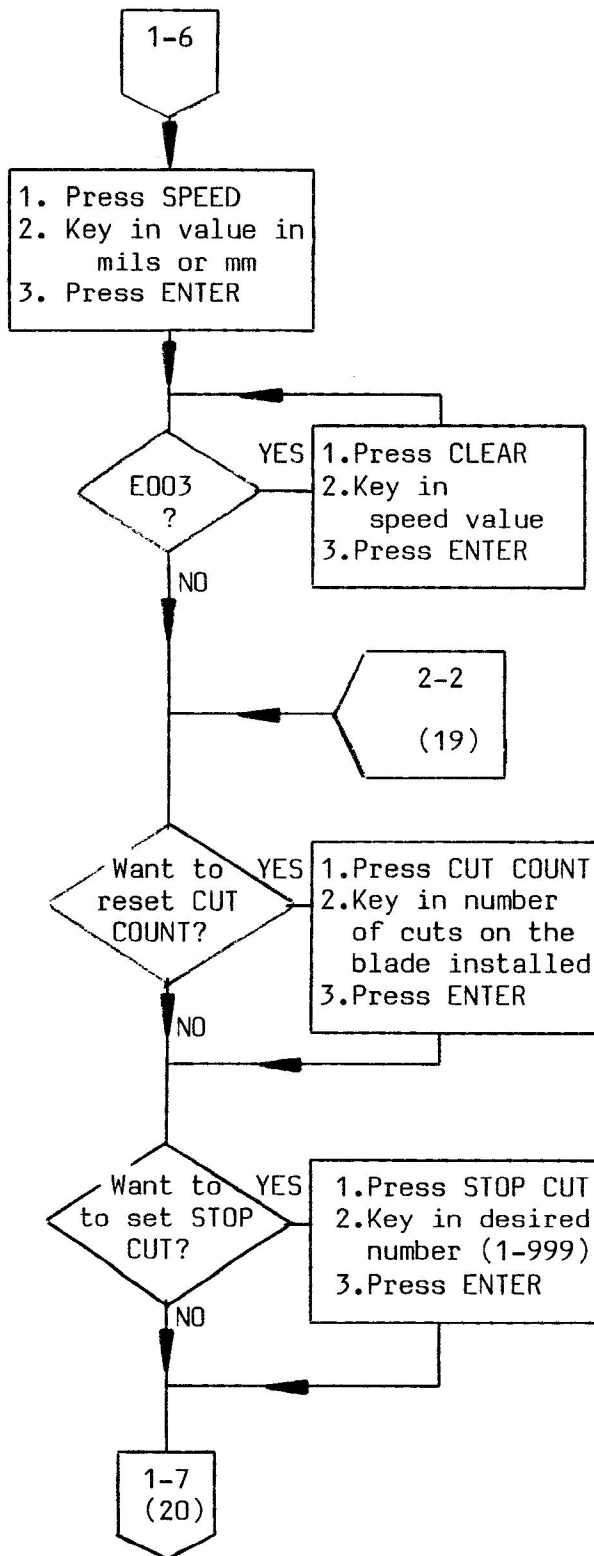 1-6
1. Press SPEED
2. Key in value in
mils or mm
3. Press ENTER
E003
?
YES
1.Press CLEAR
2.Key in
speed value
3.Press ENTER
NO
2-2
(19)
Want to
reset CUT
COUNT?
YES
1.Press CUT COUNT
2.Key in number
of cuts on the
blade installed
3.Press ENTER
NO
Want to
to set STOP
CUT?
YES
1.Press STOP CUT
2.Key in desired
number (1-999)
3.Press ENTER
NO
1-7
(20)